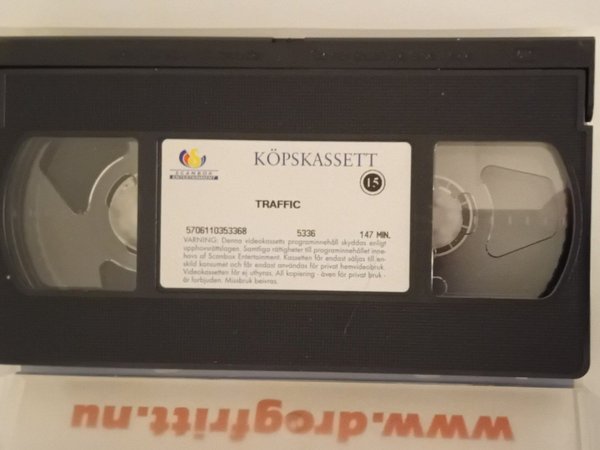 SCANBOX
ENTERTAINMENT
KÖPSKASSETT
15
TRAFFIC
5706110353368 5336 147 MIN.
VARNING: Denna videokassetts programinnehåll skyddas enligt
upphovsrättslagen. Samtliga rättigheter till programinnehållet inne-
havs av Scanbox Entertainment. Kassetten får endast säljas till en-
skild konsument och får endast användas för privat hemvideobruk.
Videokassetten får ej uthyras. All kopiering - även för privat bruk -
är förbjuden. Missbruk beivras.
www.drogfritt.nu